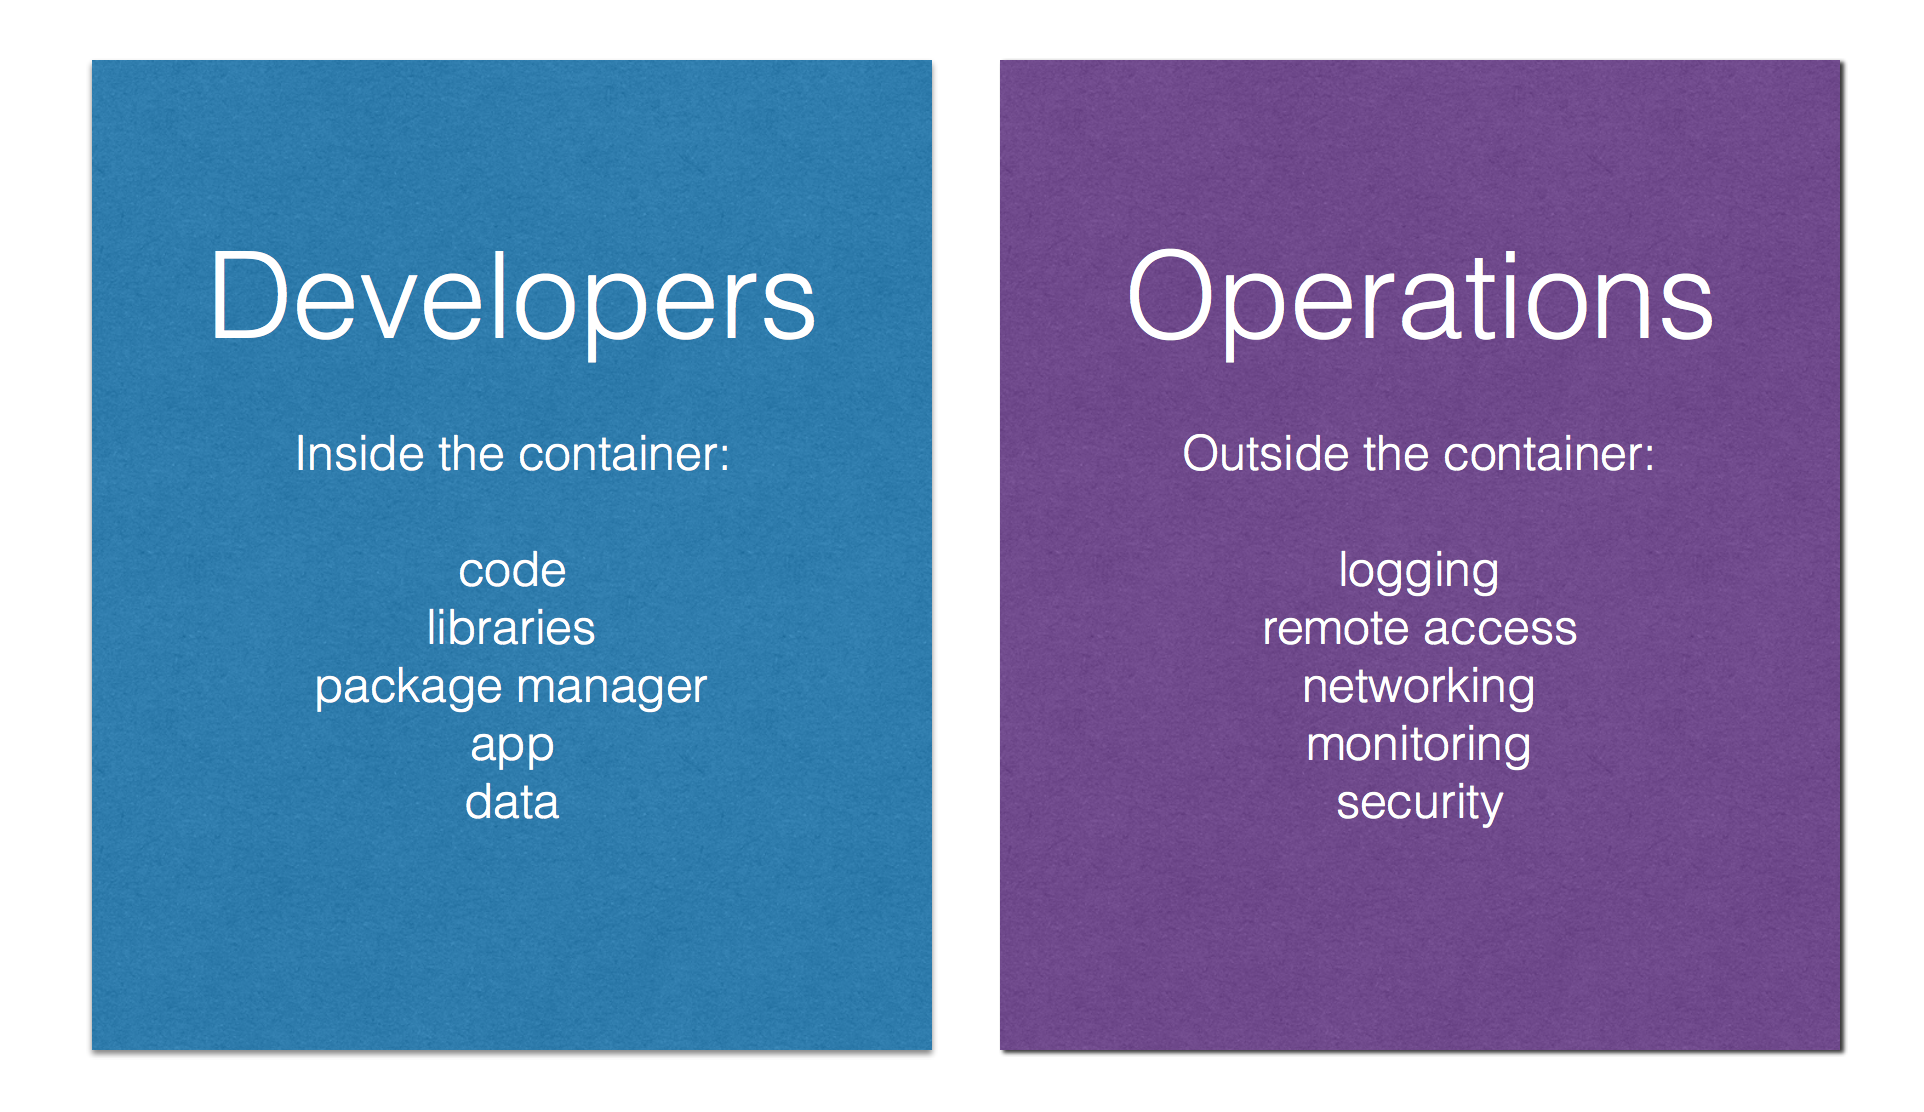 Developers
Inside the container:
code
libraries
package manager
app
data
Operations
Outside the container:
logging
remote access
networking
monitoring
security